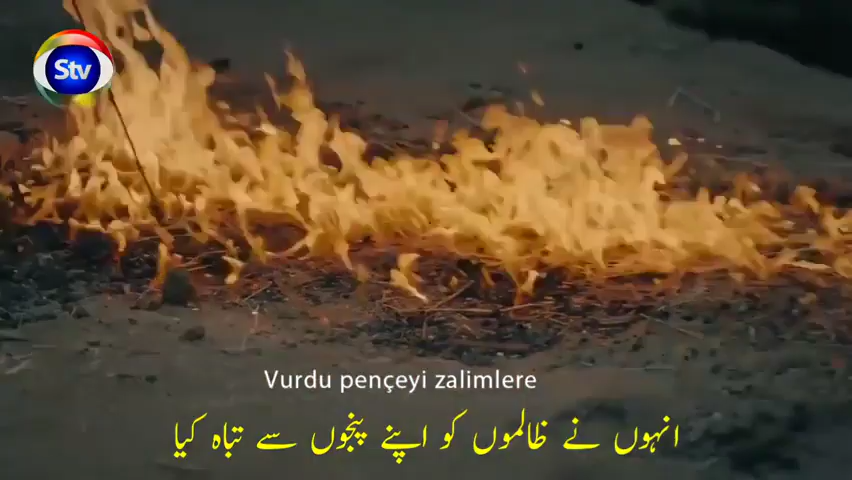 Stv
Vurdu pençeyi zalimlere
انہوں نے ظالموں کو اپنے پنجوں سے تباہ کیا